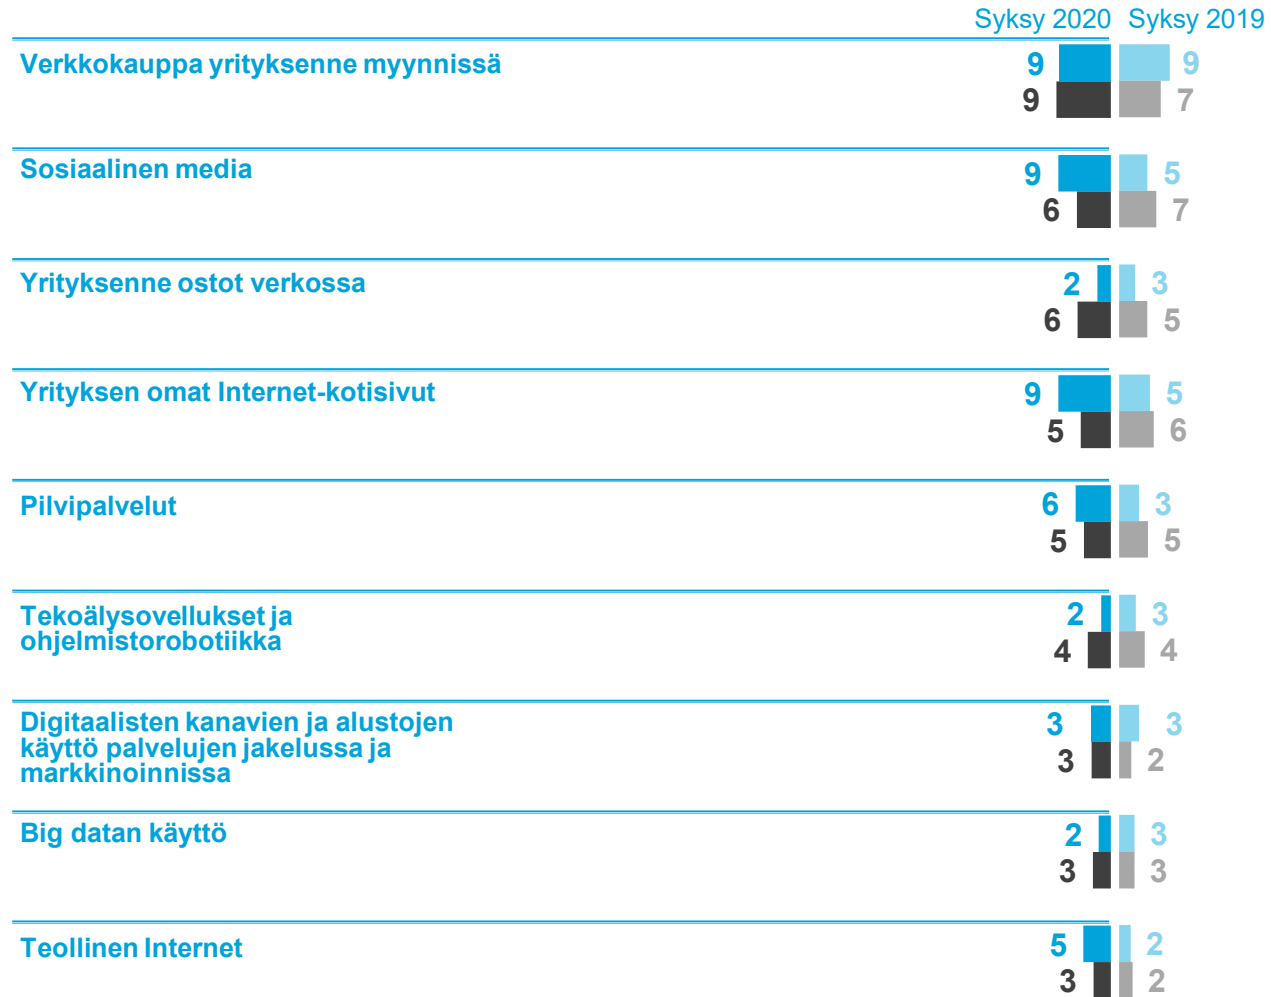 Syksy 2020 Syksy 2019
Verkkokauppa yrityksenne myynnissä 9 9
9 7
Sosiaalinen media 9 5
6 7
Yrityksenne ostot verkossa 2 3
6 5
Yrityksen omat Internet-kotisivut 9 5
5 6
Pilvipalvelut 6 3
5 5
Tekoälysovellukset ja 2 3
ohjelmistorobotiikka 4 4
Digitaalisten kanavien ja alustojen 3 3
käyttö palvelujen jakelussa ja 3 2
markkinoinnissa
Big datan käyttö 2 3
3 3
Teollinen Internet 5 2
3 2